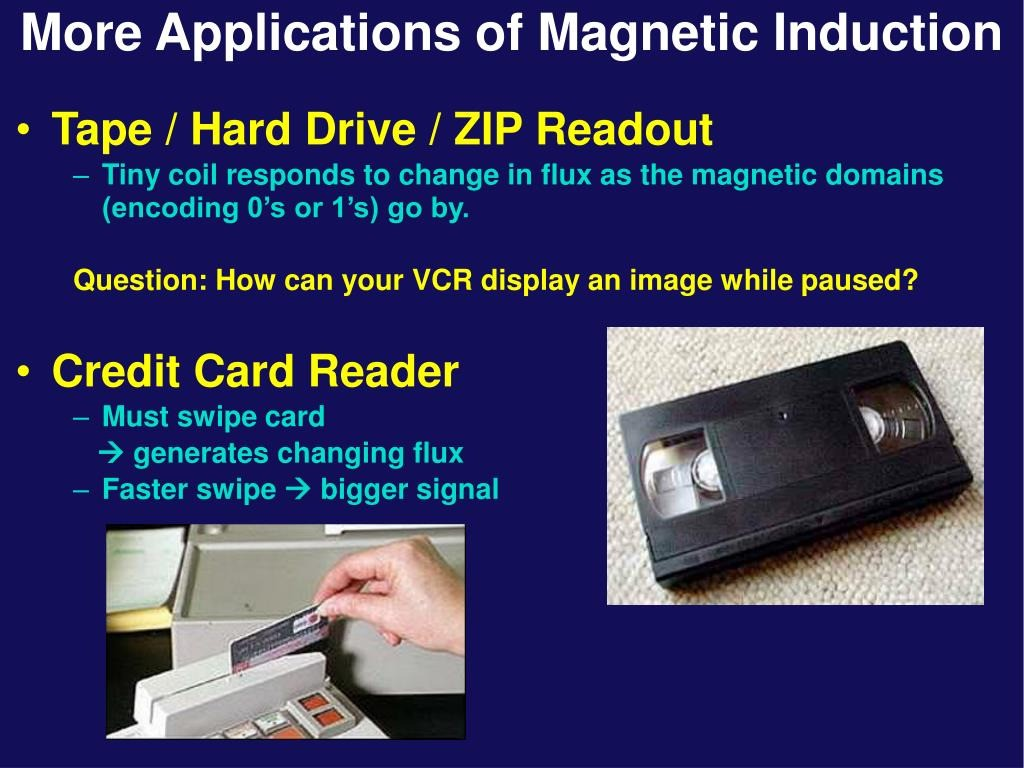 More Applications of Magnetic Induction
• Tape / Hard Drive / ZIP Readout
– Tiny coil responds to change in flux as the magnetic domains
(encoding 0’s or 1’s) go by.
Question: How can your VCR display an image while paused?
• Credit Card Reader
– Must swipe card
→ generates changing flux
– Faster swipe → bigger signal